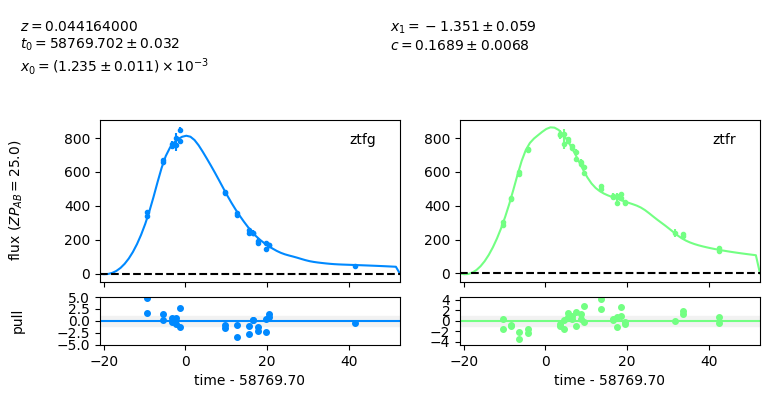 z = 0.044164000
t₀ = 58769.702 ± 0.032
x₀ = (1.235 ± 0.011) × 10⁻³
x₁ = −1.351 ± 0.059
c = 0.1689 ± 0.0068
flux (ZP_AB = 25.0)
800
600
400
200
0
ztfg
800
600
400
200
0
ztfr
pull
5.0
2.5
0.0
−2.5
−5.0
−20 0 20 40
time - 58769.70
4
2
0
−2
−4
−20 0 20 40
time - 58769.70